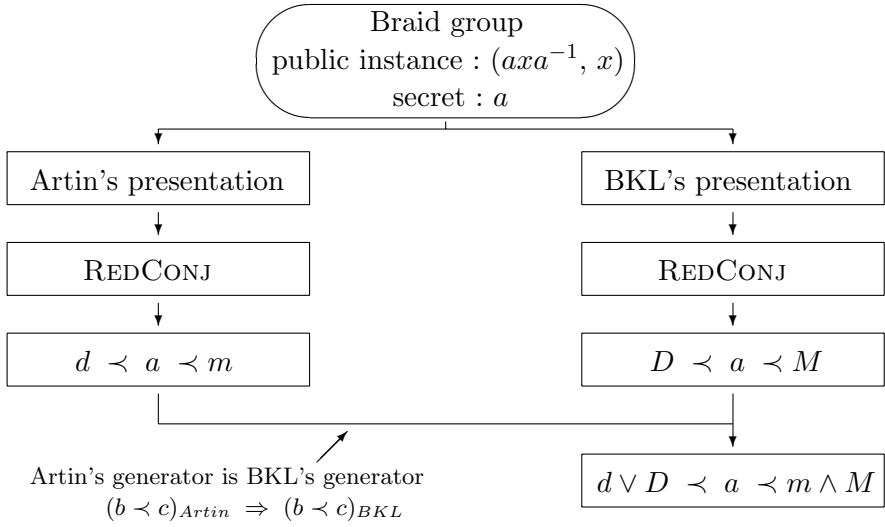 Braid group
public instance : (axa⁻¹, x)
secret : a
Artin's presentation
BKL's presentation
REDCONJ
REDCONJ
d ≺ a ≺ m
D ≺ a ≺ M
Artin's generator is BKL's generator
(b ≺ c)_{Artin} ⇒ (b ≺ c)_{BKL}
d ∨ D ≺ a ≺ m ∧ M